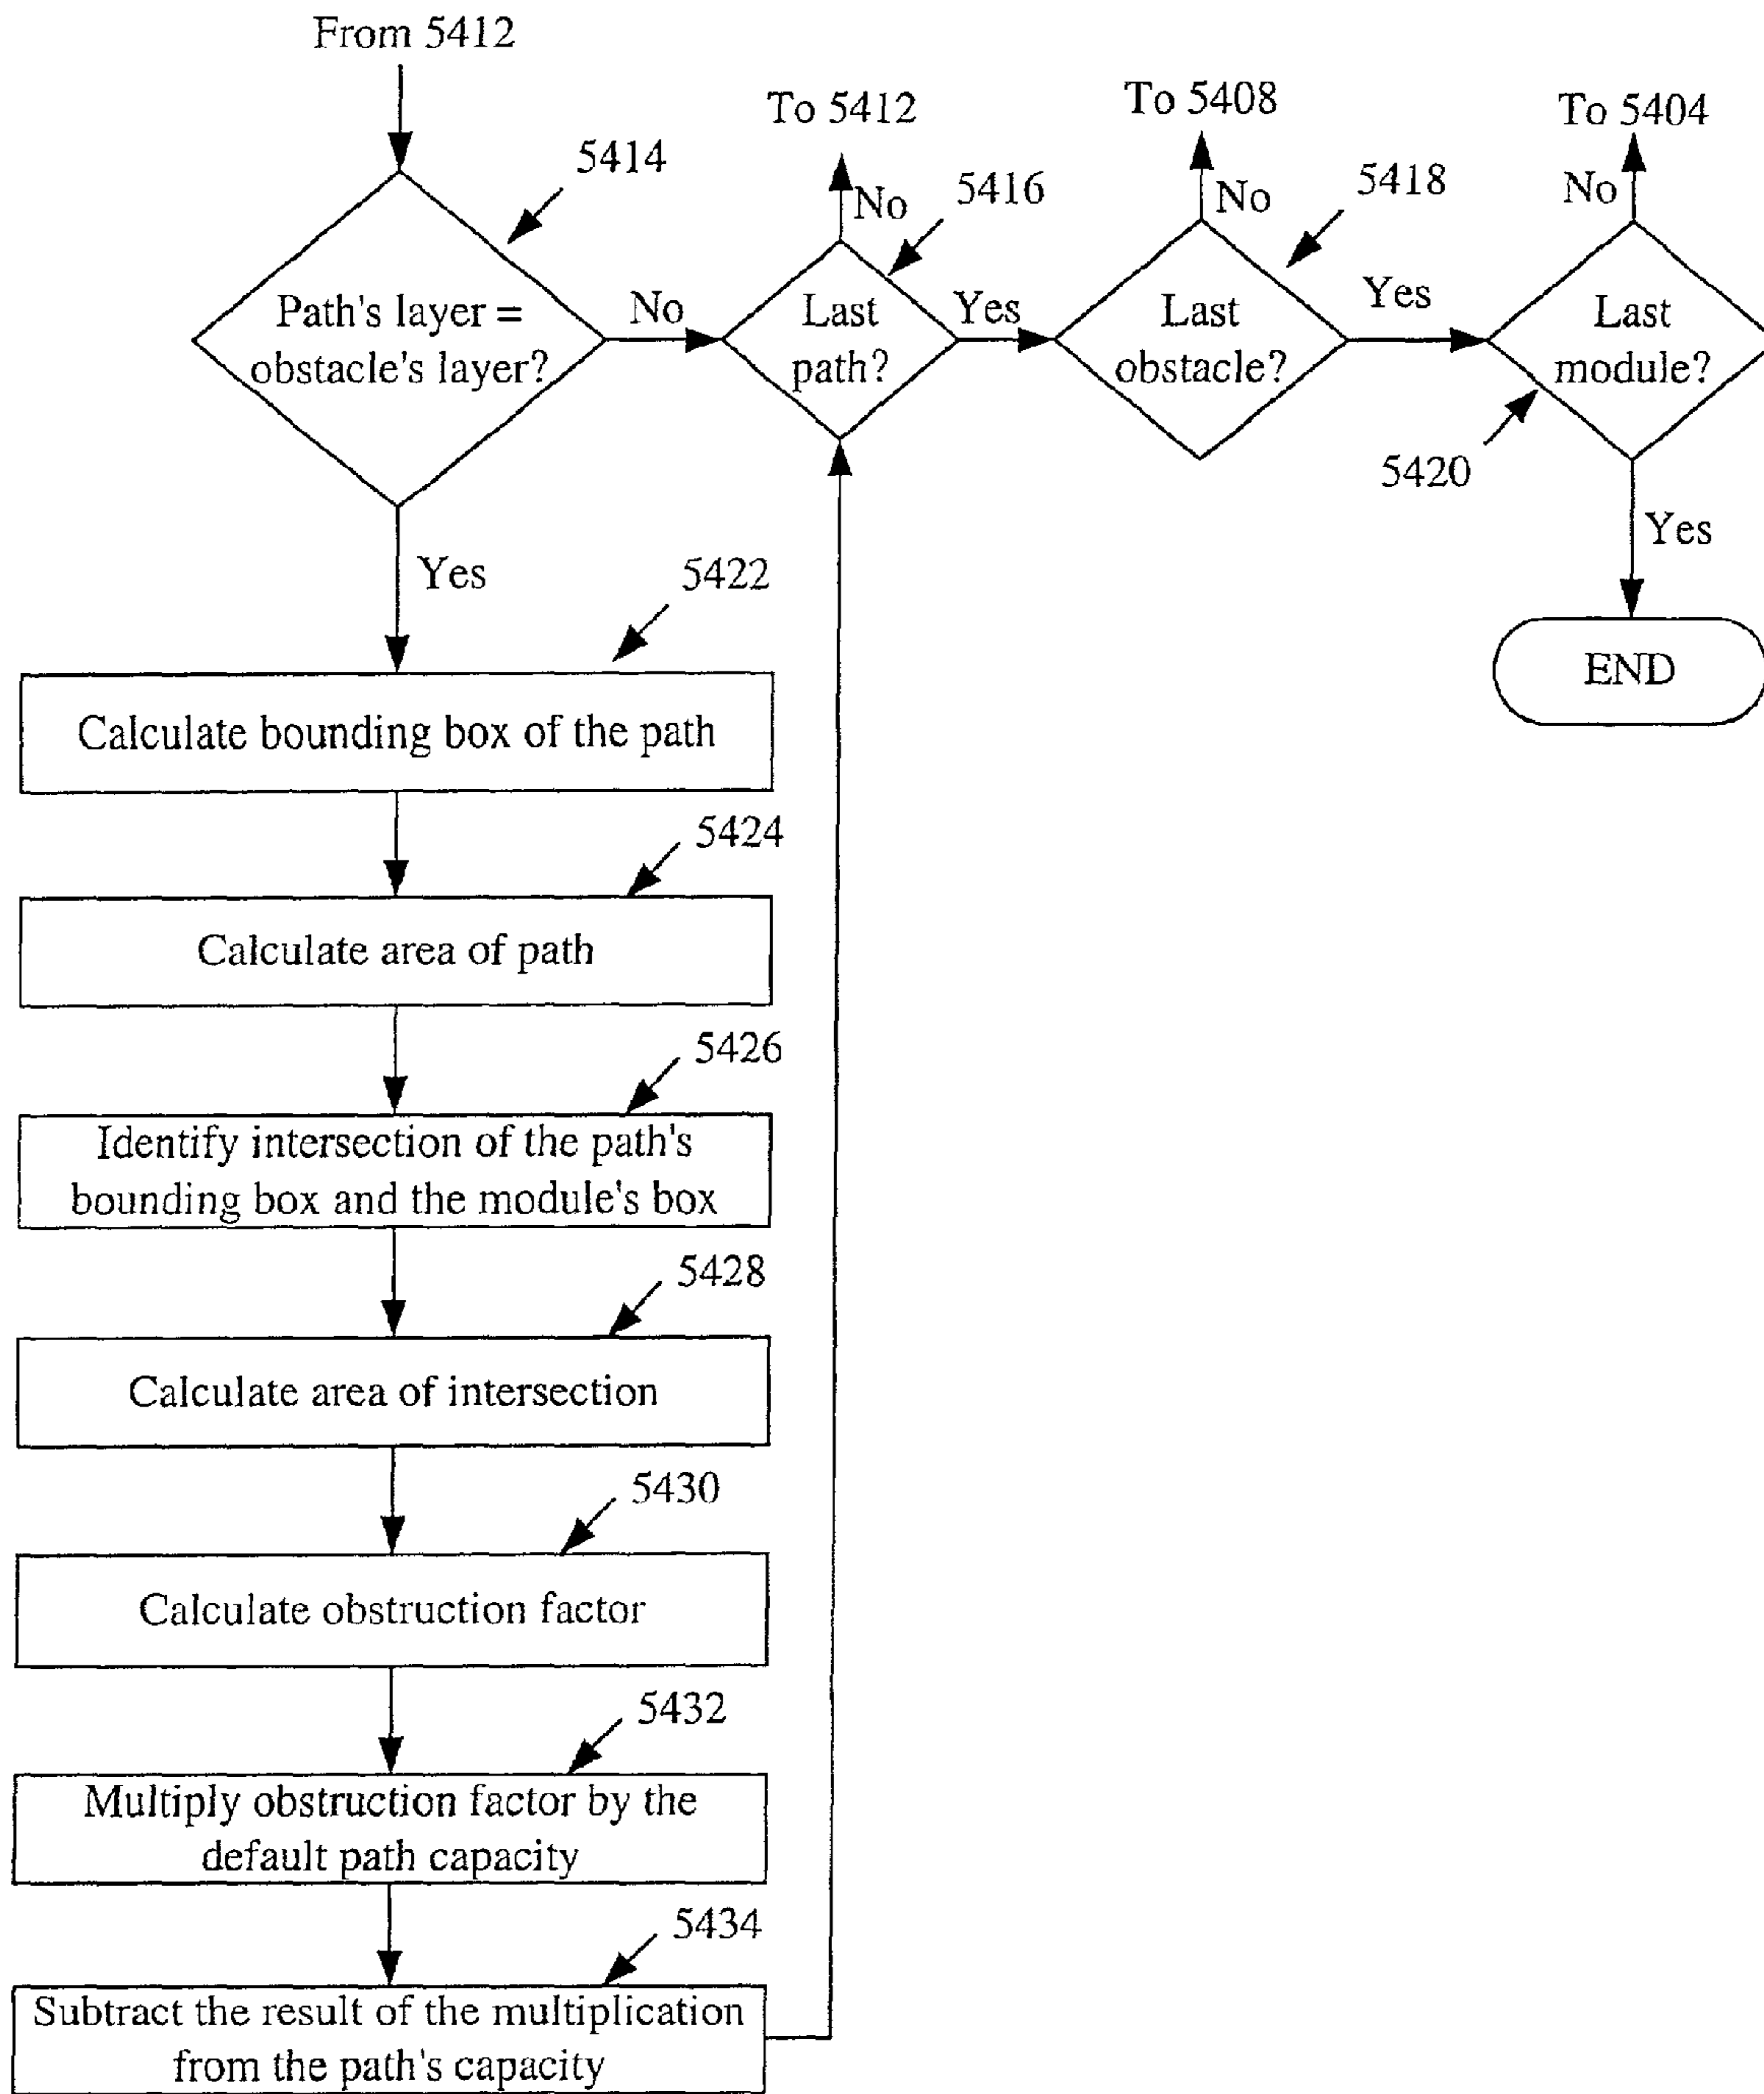 From 5412
To 5412
To 5408
To 5404
5414
5416
5418
No
No
No
Path's layer =
obstacle's layer?
No
Last
path?
Yes
Last
obstacle?
Yes
Last
module?
5420
Yes
Yes
END
5422
Calculate bounding box of the path
5424
Calculate area of path
5426
Identify intersection of the path's
bounding box and the module's box
5428
Calculate area of intersection
5430
Calculate obstruction factor
5432
Multiply obstruction factor by the
default path capacity
5434
Subtract the result of the multiplication
from the path's capacity